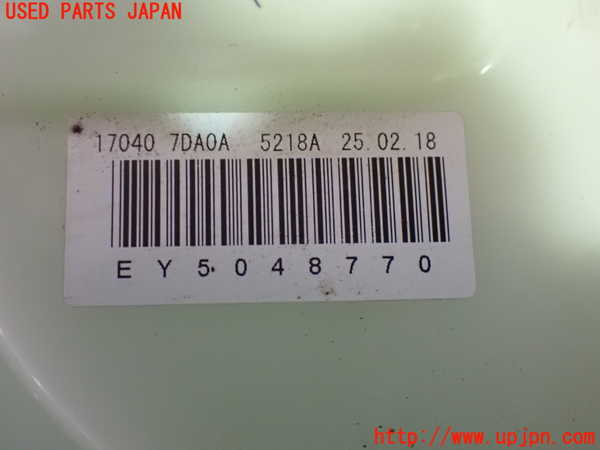 USED PARTS JAPAN
17040 7DA0A 5218A 25.02.18
EY5048770
http://www.upjpn.com